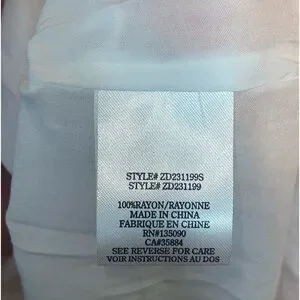 STYLE# ZD231199S
STYLE# ZD231199
100%RAYON/RAYONNE
MADE IN CHINA
FABRIQUE EN CHINE
RN#135090
CA#35884
SEE REVERSE FOR CARE
VOIR INSTRUCTIONS AU DOS